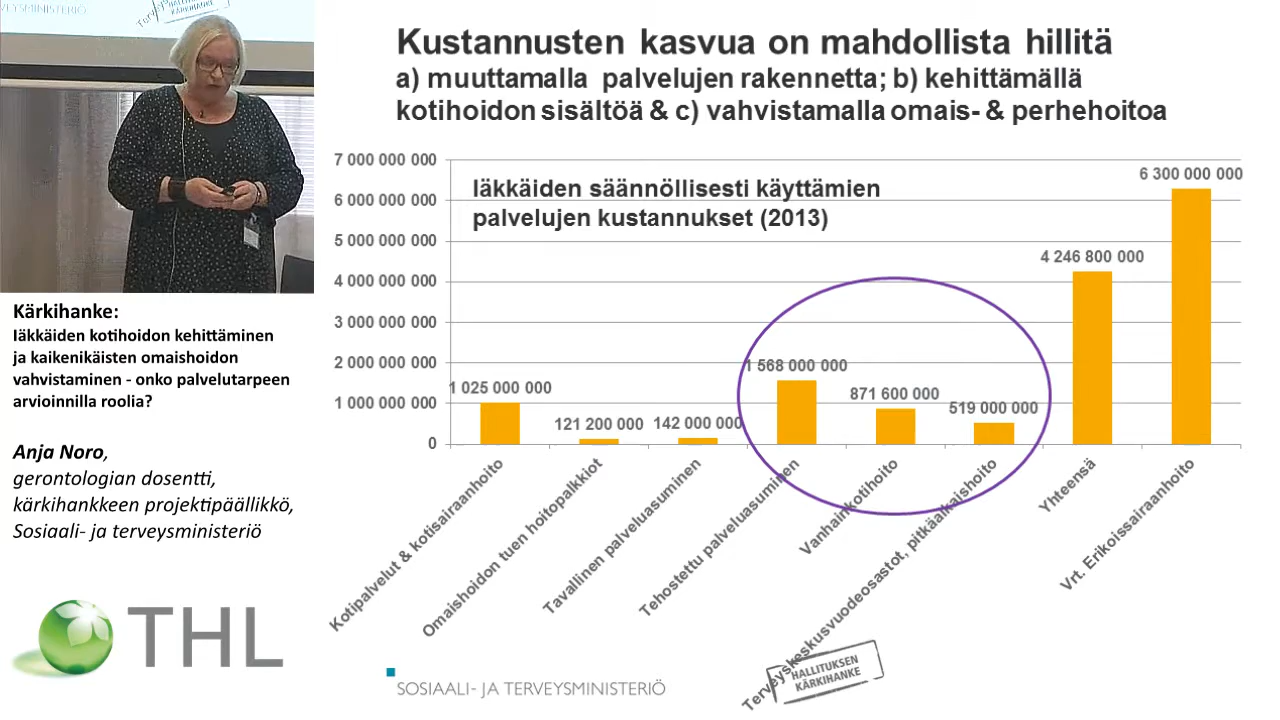 VEYSMINISTERIÖ
Kustannusten kasvua on mahdollista hillitä
a) muuttamalla palvelujen rakennetta; b) kehittämällä
kotihoidon sisältöä & c) vahvistamalla omais- & perhehoitoa
Iäkkäiden säännöllisesti käyttämien
palvelujen kustannukset (2013)
7 000 000 000
6 000 000 000
5 000 000 000
4 000 000 000
3 000 000 000
2 000 000 000
1 000 000 000
0
1 025 000 000
121 200 000
142 000 000
1 568 000 000
871 600 000
519 000 000
4 246 800 000
6 300 000 000
Kotipalvelut & kotisairaanhoito
Omaishoidon tuen hoitopalkkiot
Tavallinen palveluasuminen
Tehostettu palveluasuminen
Vanhainkotihoito
Terveyskeskusvuodeosastot, pitkäaikaishoito
Yhteensä
Vrt. Erikoissairaanhoito
Kärkihanke:
Iäkkäiden kotihoidon kehittäminen
ja kaikenikäisten omaishoidon
vahvistaminen - onko palvelutarpeen
arvioinnilla roolia?
Anja Noro,
gerontologian dosentti,
kärkihankkeen projektipäällikkö,
Sosiaali- ja terveysministeriö
THL
SOSIAALI- JA TERVEYSMINISTERIÖ
HALLITUKSEN
KÄRKIHANKE